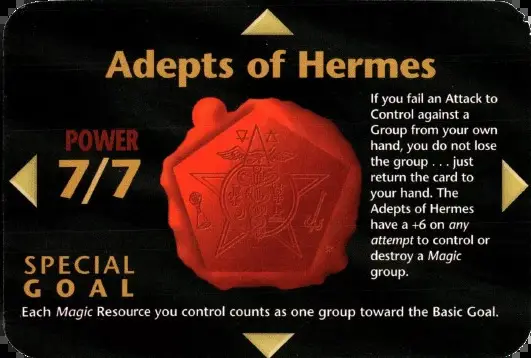 Adepts of Hermes
If you fail an Attack to
Control against a
Group from your own
hand, you do not lose
the group . . . just
return the card to
your hand. The
Adepts of Hermes
have a +6 on any
attempt to control or
destroy a Magic
group.
POWER
7/7
SPECIAL
GOAL
Each Magic Resource you control counts as one group toward the Basic Goal.